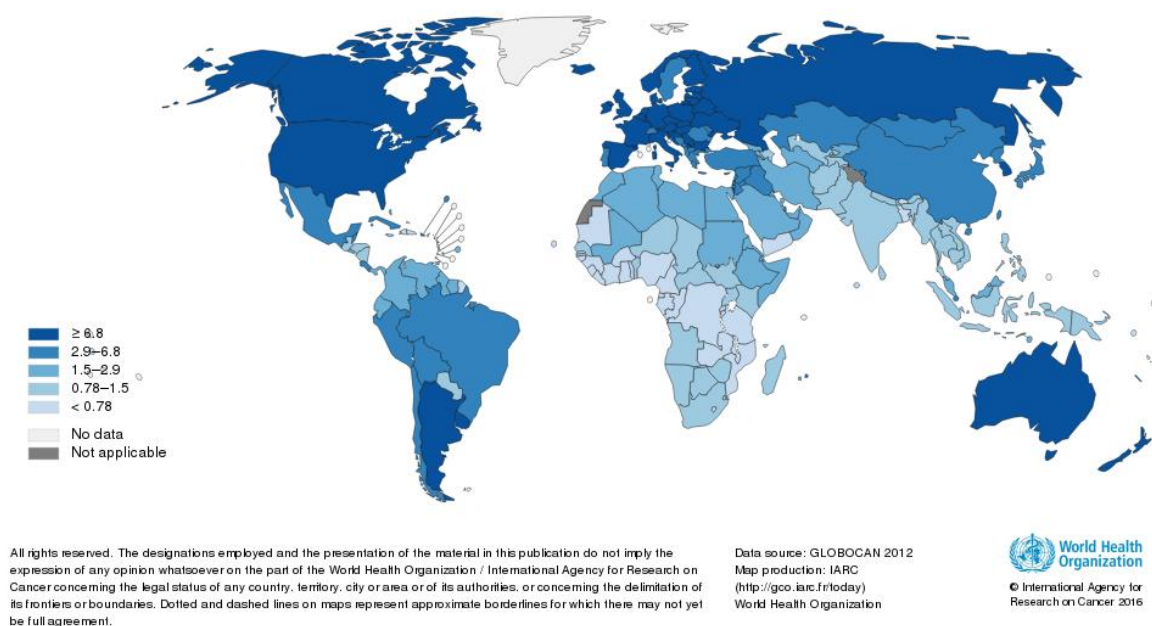 ≥ 6.8
2.9–6.8
1.5–2.9
0.78–1.5
< 0.78
No data
Not applicable
All rights reserved. The designations employed and the presentation of the material in this publication do not imply the
expression of any opinion whatsoever on the part of the World Health Organization / International Agency for Research on
Cancer concerning the legal status of any country, territory, city or area or of its authorities, or concerning the delimitation of
its frontiers or boundaries. Dotted and dashed lines on maps represent approximate borderlines for which there may not yet
be full agreement.
Data source: GLOBOCAN 2012
Map production: IARC
(http://gco.iarc.fr/today)
World Health Organization
World Health
Organization
© International Agency for
Research on Cancer 2016